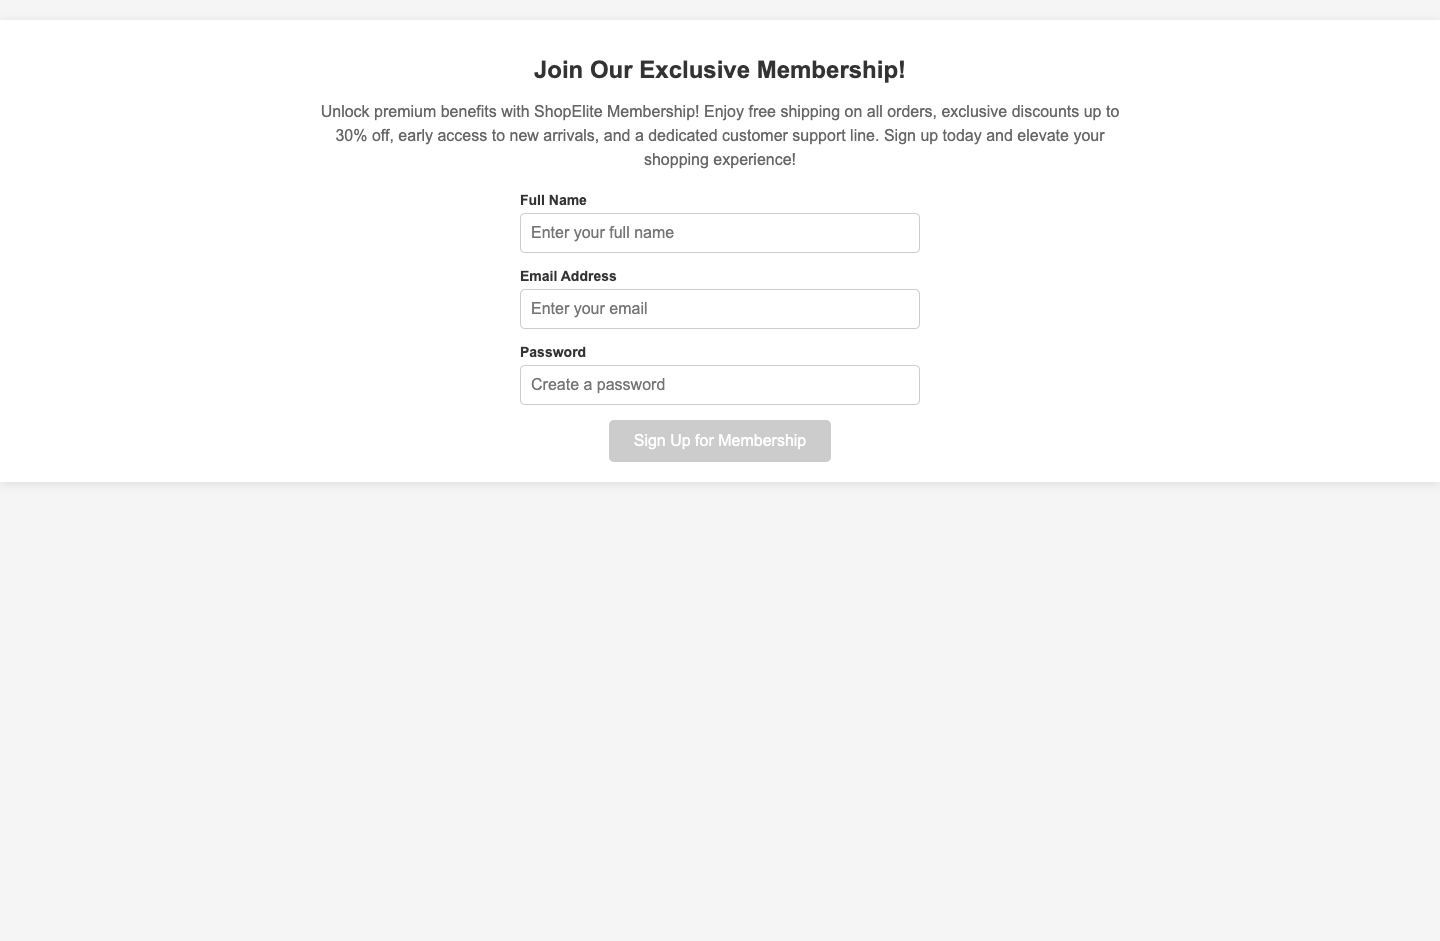 Join Our Exclusive Membership!
Unlock premium benefits with ShopElite Membership! Enjoy free shipping on all orders, exclusive discounts up to
30% off, early access to new arrivals, and a dedicated customer support line. Sign up today and elevate your
shopping experience!
Full Name
Enter your full name
Email Address
Enter your email
Password
Create a password
Sign Up for Membership